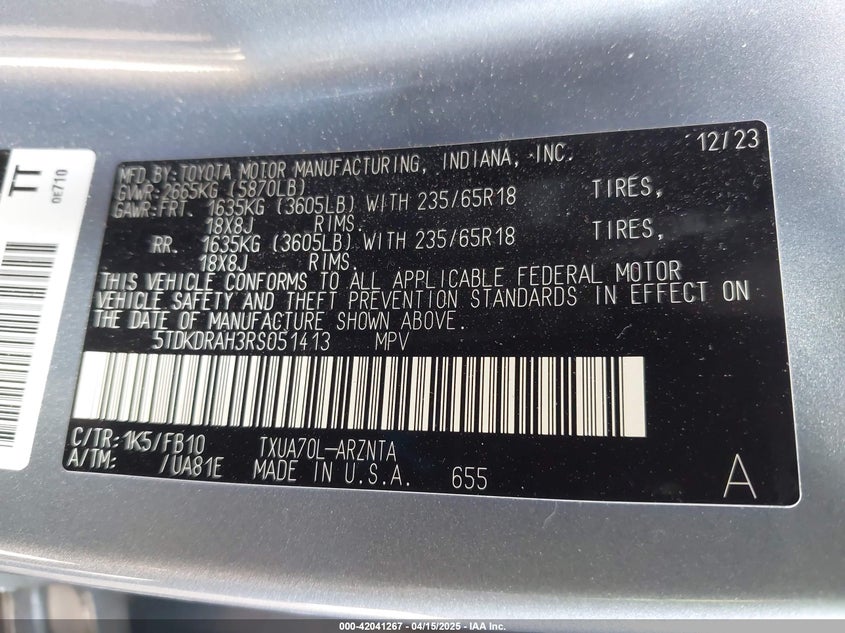 TT
0E710
12/23
MFD.BY:TOYOTA MOTOR MANUFACTURING, INDIANA, INC.
GVWR:2665KG (5870LB)
GAWR:FRT. 1635KG (3605LB) WITH 235/65R18 TIRES,
18X8J RIMS.
RR. 1635KG (3605LB) WITH 235/65R18 TIRES,
18X8J RIMS.
THIS VEHICLE CONFORMS TO ALL APPLICABLE FEDERAL MOTOR
VEHICLE SAFETY AND THEFT PREVENTION STANDARDS IN EFFECT ON
THE DATE OF MANUFACTURE SHOWN ABOVE.
5TDKDRAH3RS051413 MPV
C/TR:1K5/FB10 TXUA70L-ARZNTA
A/TM: /UA81E MADE IN U.S.A. 655 A
000-42041267 - 04/15/2025 - IAA Inc.